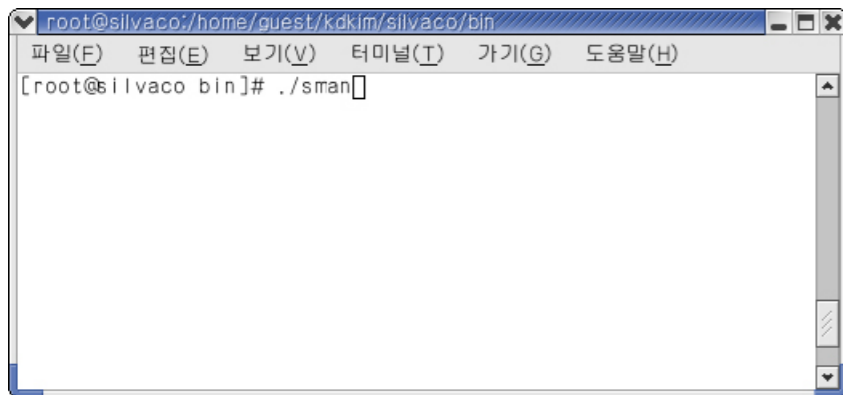 root@silvaco:/home/guest/kdkim/silvaco/bin
파일(F) 편집(E) 보기(V) 터미널(T) 가기(G) 도움말(H)
[root@silvaco bin]# ./sman